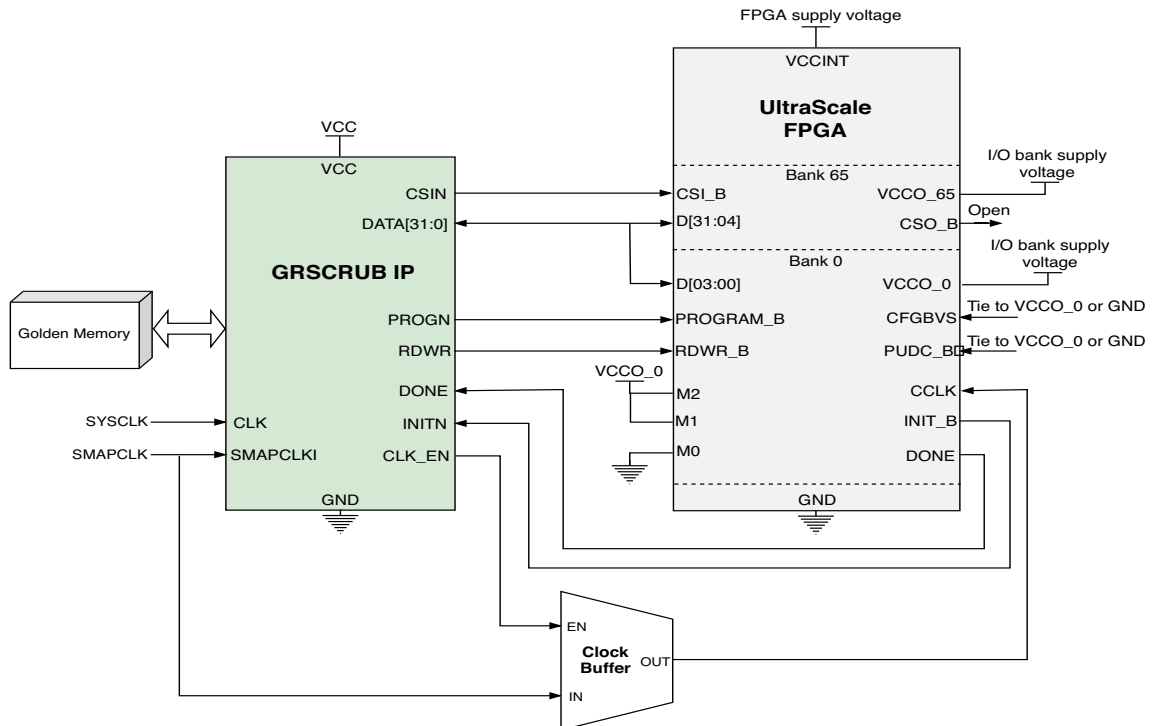 FPGA supply voltage
VCCINT
UltraScale
FPGA
VCC
VCC
Bank 65
I/O bank supply
voltage
CSIN
CSI_B
VCCO_65
DATA[31:0]
D[31:04]
CSO_B
Open
GRSCRUB IP
Bank 0
I/O bank supply
voltage
D[03:00]
VCCO_0
Golden Memory
PROGN
PROGRAM_B
CFGBVS
Tie to VCCO_0 or GND
RDWR
RDWR_B
PUDC_B
Tie to VCCO_0 or GND
VCCO_0
DONE
M2
CCLK
SYSCLK
CLK
INITN
M1
INIT_B
SMAPCLK
SMAPCLKI
CLK_EN
M0
DONE
GND
GND
EN
Clock
Buffer
OUT
IN